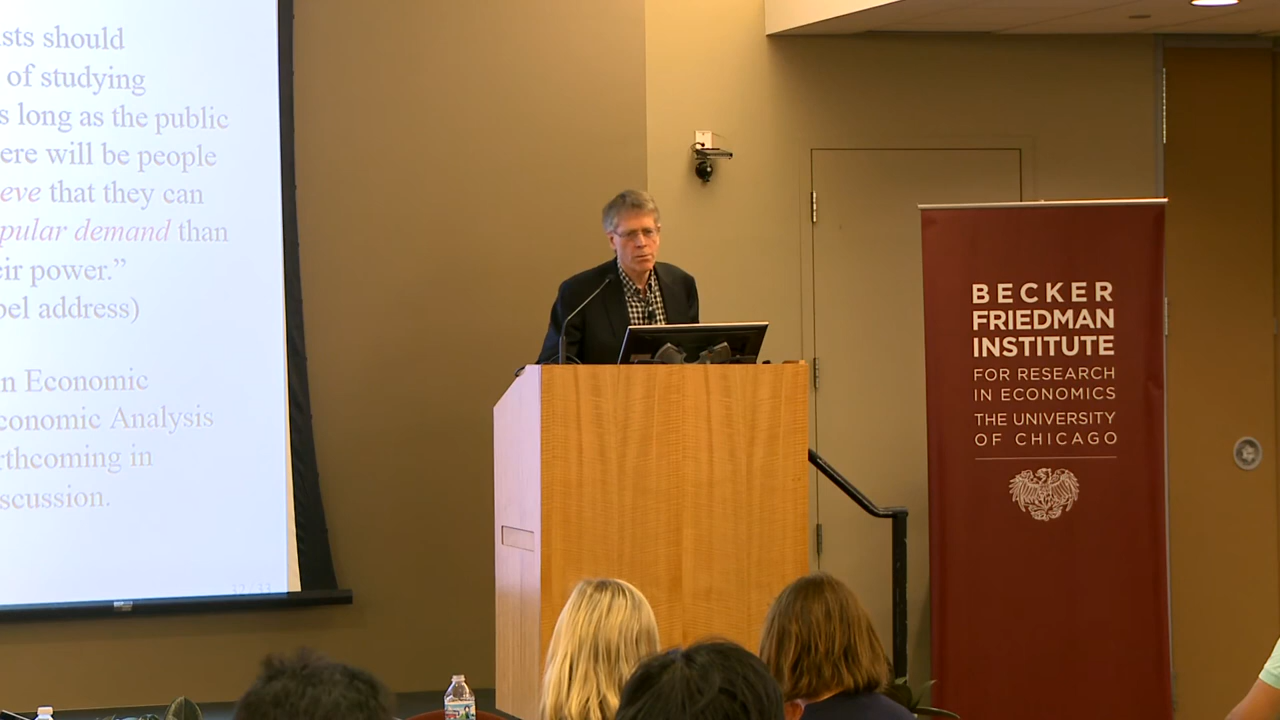 sts should
of studying
s long as the public
ere will be people
eve that they can
pular demand than
eir power.”
bel address)
n Economic
conomic Analysis
rthcoming in
scussion.
BECKER
FRIEDMAN
INSTITUTE
FOR RESEARCH
IN ECONOMICS
THE UNIVERSITY
OF CHICAGO